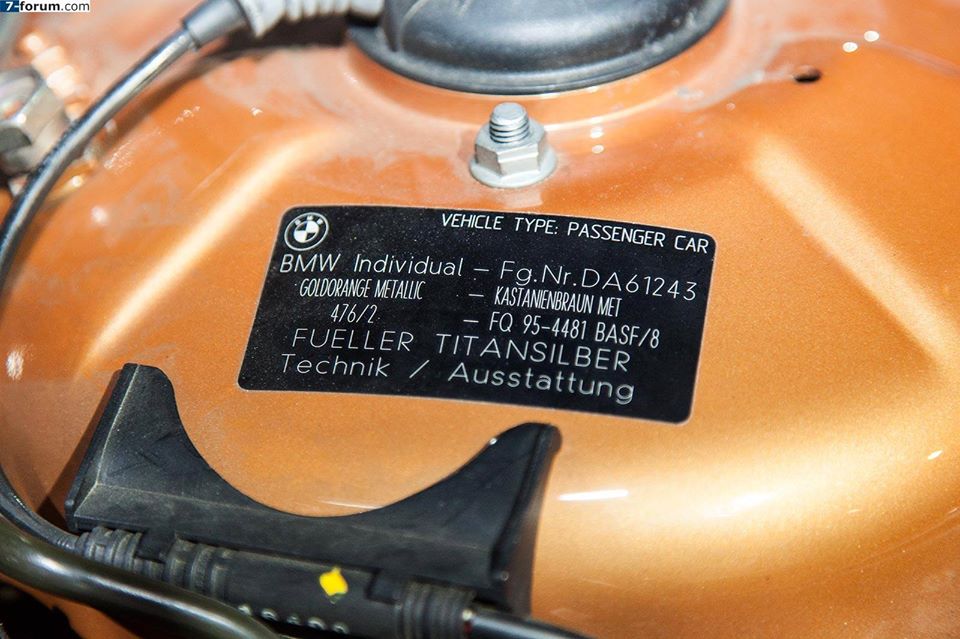 7-forum.com
VEHICLE TYPE: PASSENGER CAR
BMW Individual – Fg.Nr.DA61243
GOLDORANGE METALLIC – KASTANIENBRAUN MET
476/2 – FQ 95-4481 BASF/8
FUELLER TITANSILBER
Technik / Ausstattung